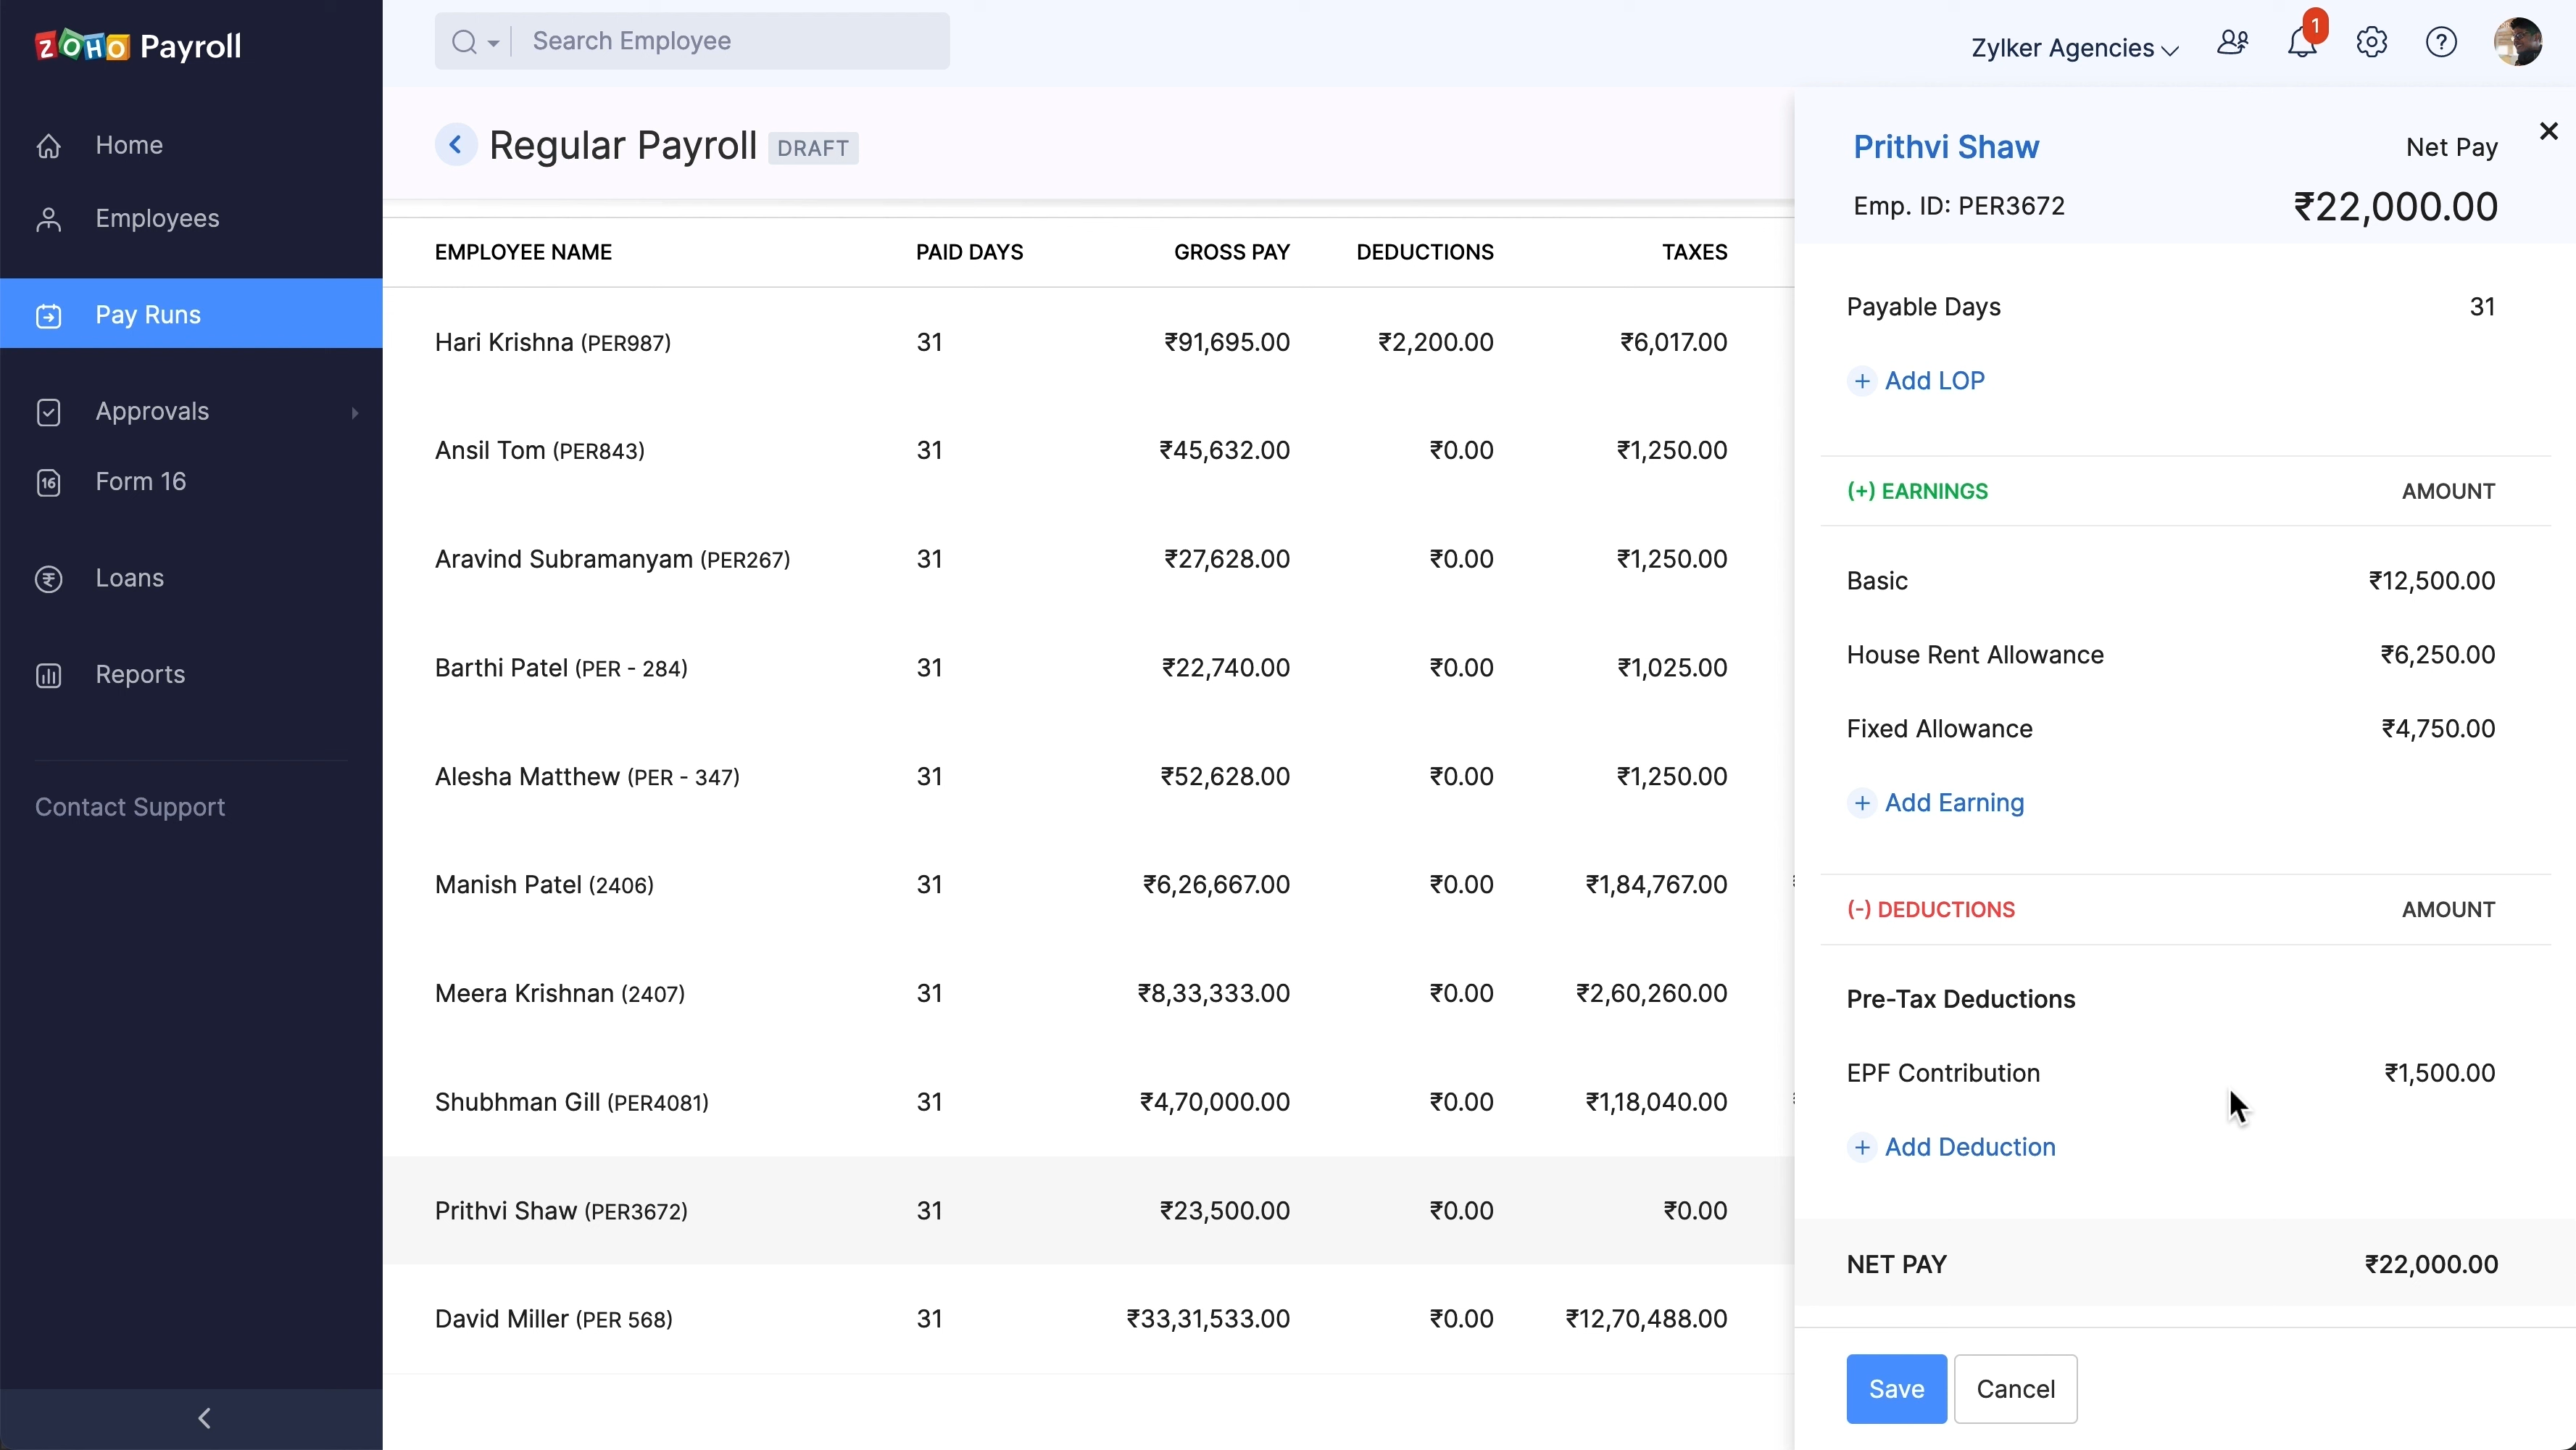 ZOHO Payroll
Home
Employees
Pay Runs
Approvals
16 Form 16
Loans
Reports
Contact Support
Search Employee
Zylker Agencies
1
Regular Payroll DRAFT
EMPLOYEE NAME PAID DAYS GROSS PAY DEDUCTIONS TAXES
Hari Krishna (PER987) 31 ₹91,695.00 ₹2,200.00 ₹6,017.00
Ansil Tom (PER843) 31 ₹45,632.00 ₹0.00 ₹1,250.00
Aravind Subramanyam (PER267) 31 ₹27,628.00 ₹0.00 ₹1,250.00
Barthi Patel (PER - 284) 31 ₹22,740.00 ₹0.00 ₹1,025.00
Alesha Matthew (PER - 347) 31 ₹52,628.00 ₹0.00 ₹1,250.00
Manish Patel (2406) 31 ₹6,26,667.00 ₹0.00 ₹1,84,767.00
Meera Krishnan (2407) 31 ₹8,33,333.00 ₹0.00 ₹2,60,260.00
Shubhman Gill (PER4081) 31 ₹4,70,000.00 ₹0.00 ₹1,18,040.00
Prithvi Shaw (PER3672) 31 ₹23,500.00 ₹0.00 ₹0.00
David Miller (PER 568) 31 ₹33,31,533.00 ₹0.00 ₹12,70,488.00
Prithvi Shaw Net Pay
Emp. ID: PER3672 ₹22,000.00
Payable Days 31
+ Add LOP
(+) EARNINGS AMOUNT
Basic ₹12,500.00
House Rent Allowance ₹6,250.00
Fixed Allowance ₹4,750.00
+ Add Earning
(-) DEDUCTIONS AMOUNT
Pre-Tax Deductions
EPF Contribution ₹1,500.00
+ Add Deduction
NET PAY ₹22,000.00
Save Cancel